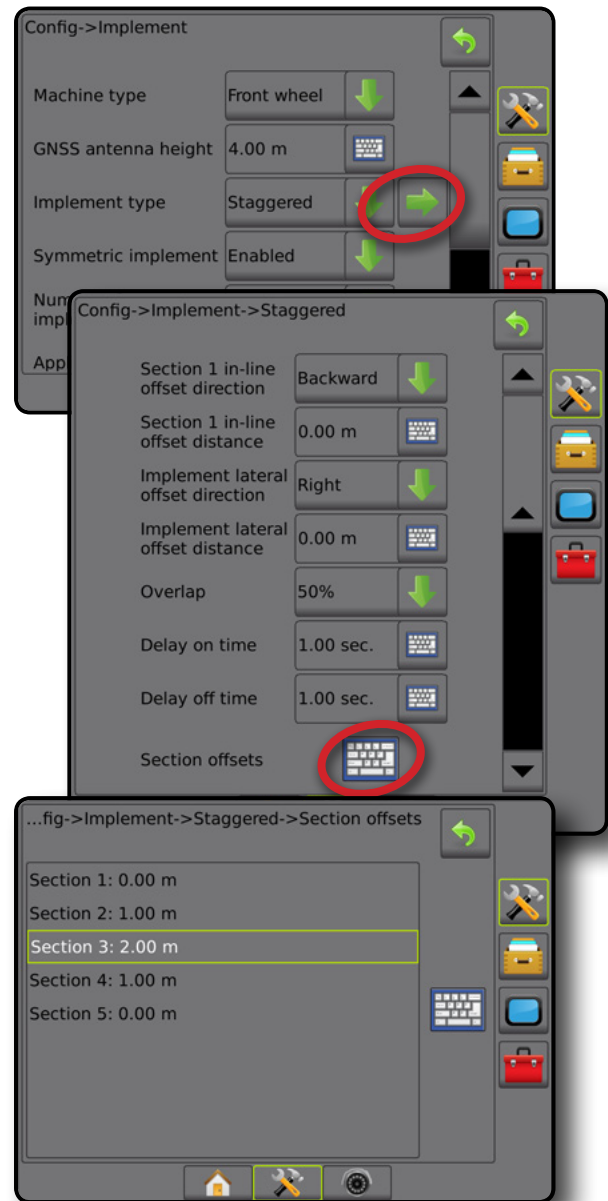 Config->Implement
Machine type Front wheel
GNSS antenna height 4.00 m
Implement type Staggered
Symmetric implement Enabled
Config->Implement->Staggered
Section 1 in-line
offset direction Backward
Section 1 in-line
offset distance 0.00 m
Implement lateral
offset direction Right
Implement lateral
offset distance 0.00 m
Overlap 50%
Delay on time 1.00 sec.
Delay off time 1.00 sec.
Section offsets
...fig->Implement->Staggered->Section offsets
Section 1: 0.00 m
Section 2: 1.00 m
Section 3: 2.00 m
Section 4: 1.00 m
Section 5: 0.00 m